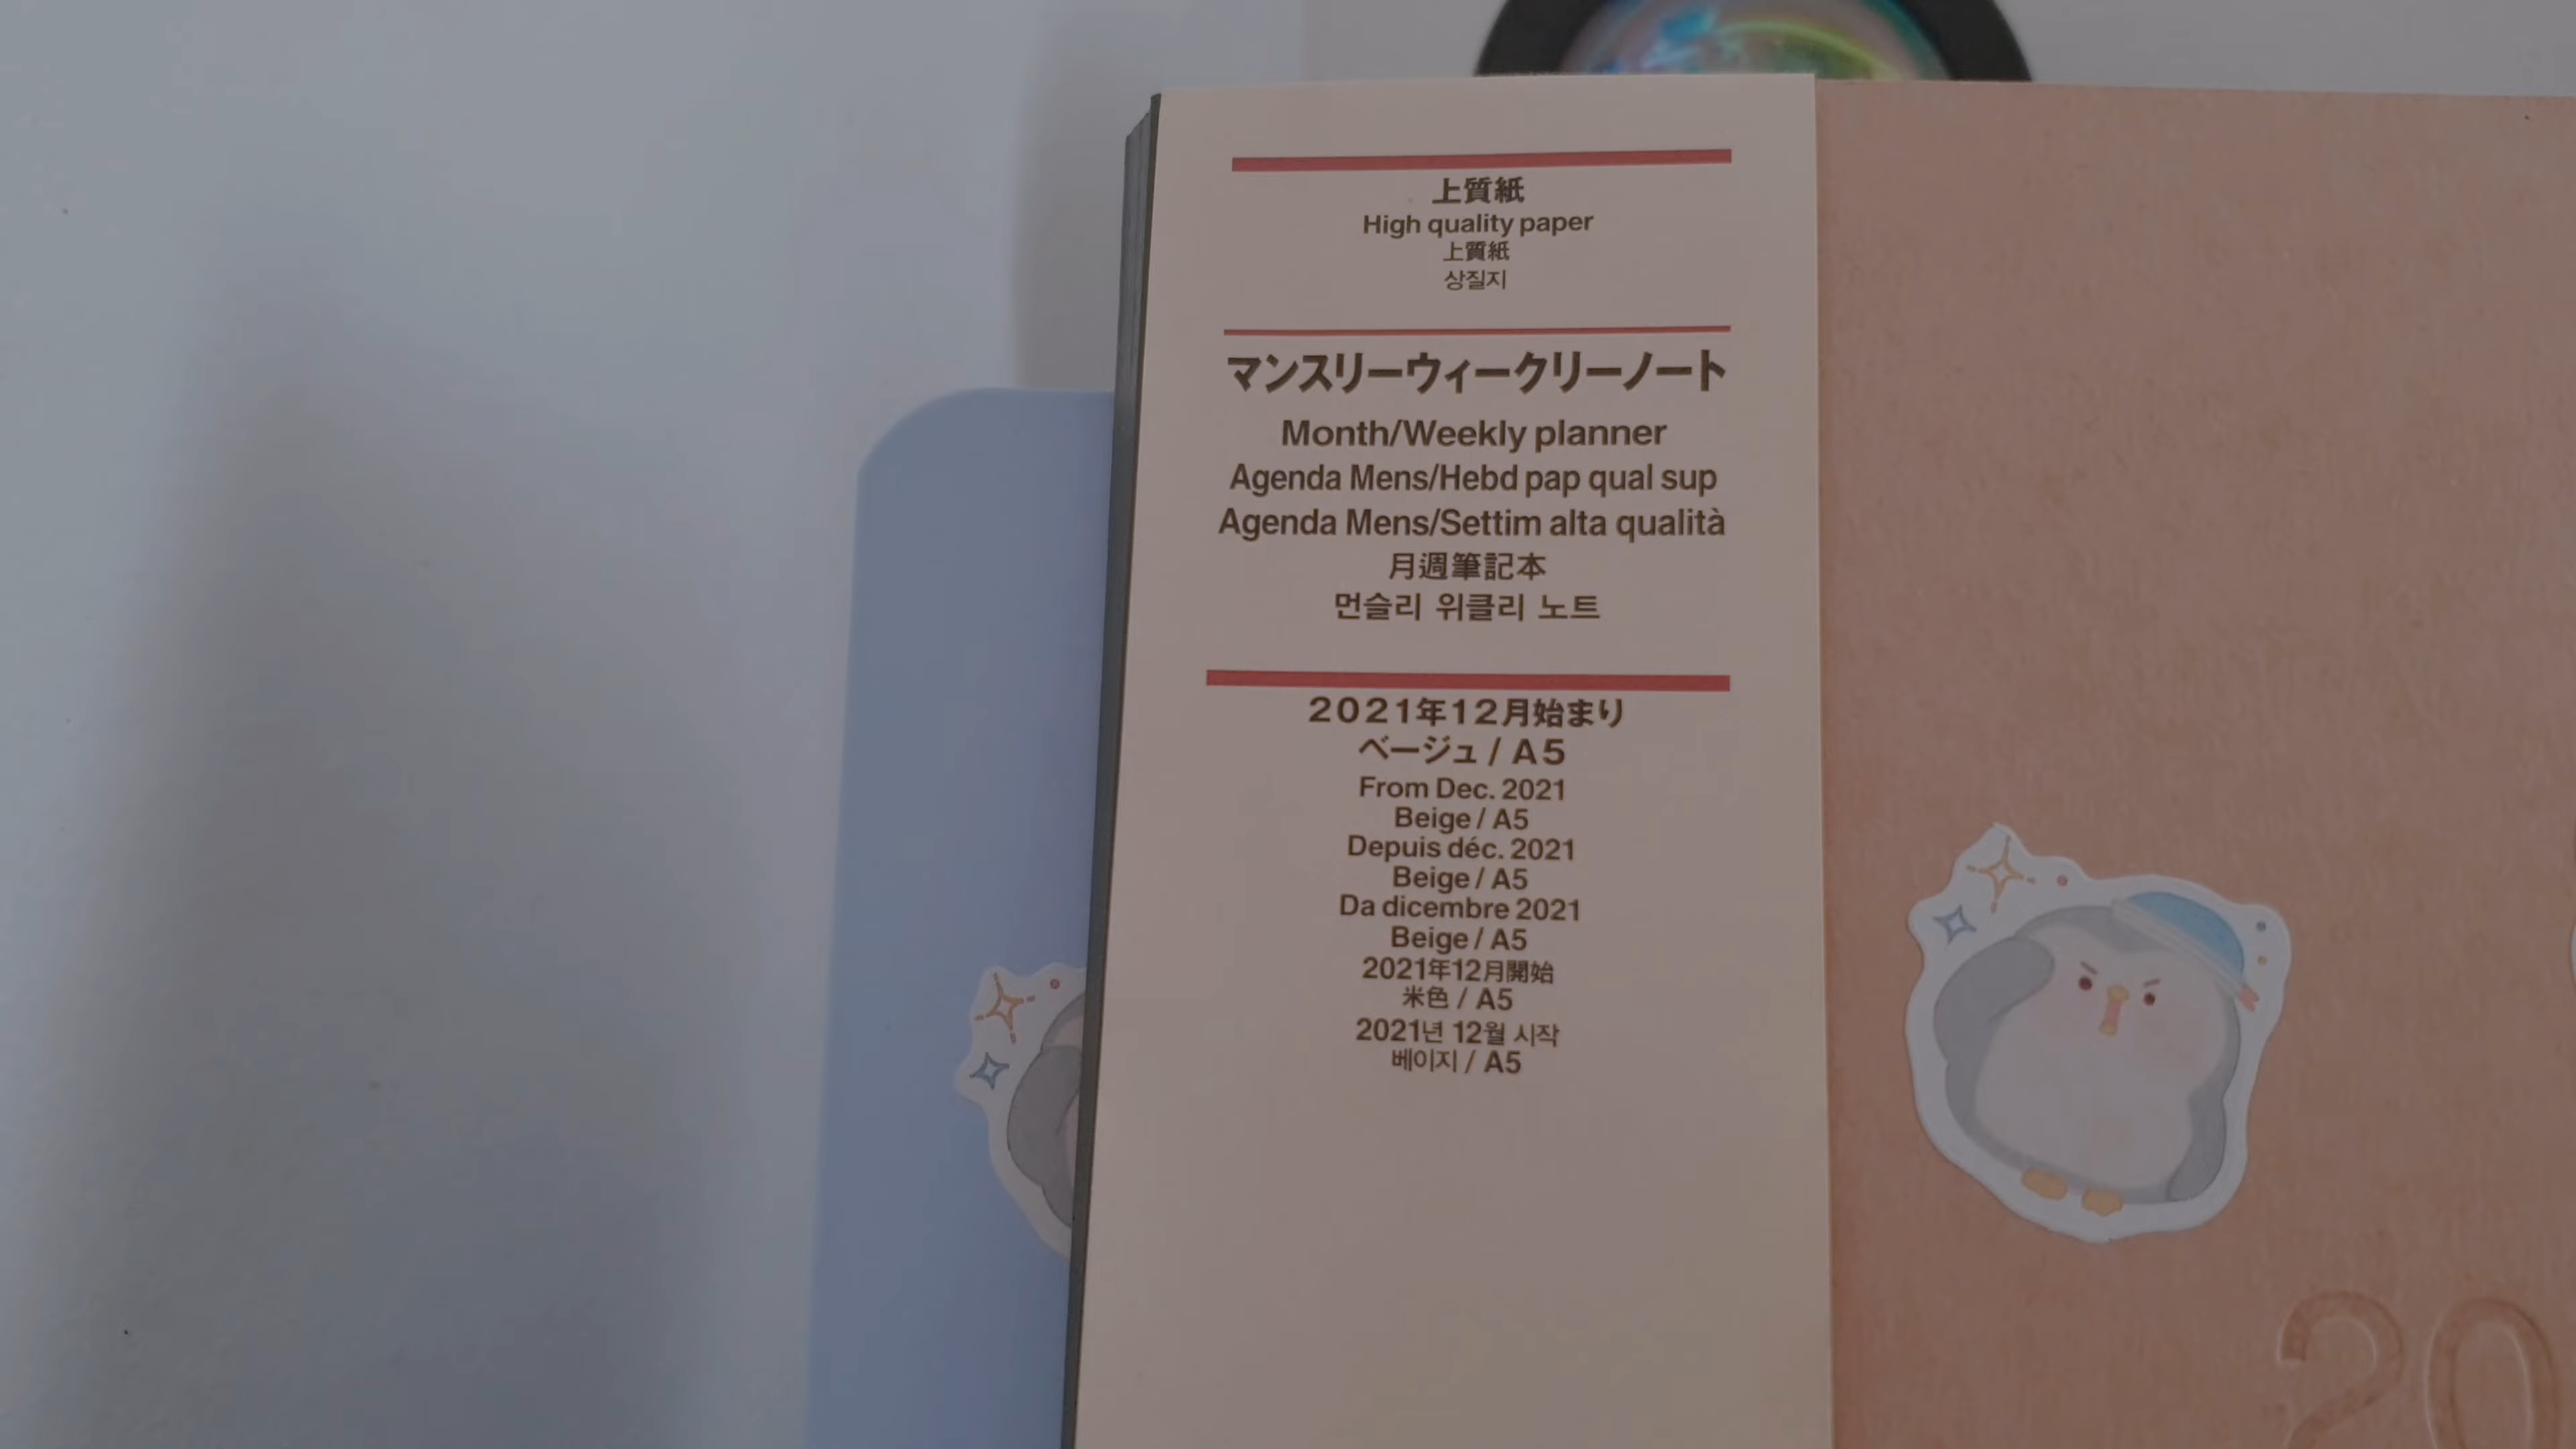 上質紙
High quality paper
上質紙
상질지
マンスリーウィークリーノート
Month/Weekly planner
Agenda Mens/Hebd pap qual sup
Agenda Mens/Settim alta qualità
月週筆記本
먼슬리 위클리 노트
2021年12月始まり
ベージュ / A5
From Dec. 2021
Beige / A5
Depuis déc. 2021
Beige / A5
Da dicembre 2021
Beige / A5
2021年12月開始
米色 / A5
2021년 12월 시작
베이지 / A5
20